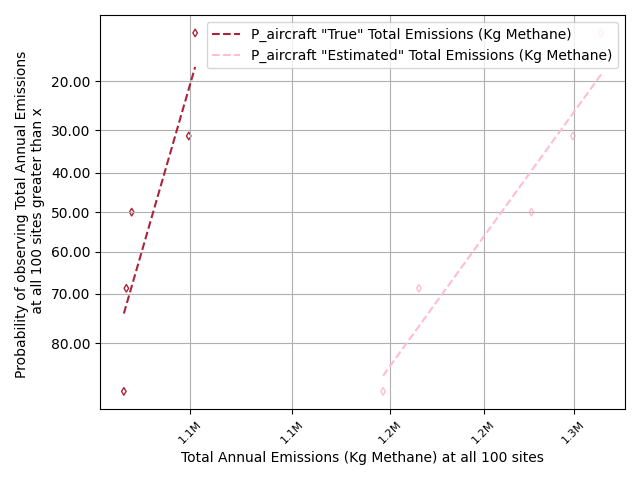 P_aircraft "True" Total Emissions (Kg Methane)
P_aircraft "Estimated" Total Emissions (Kg Methane)
Probability of observing Total Annual Emissions
at all 100 sites greater than x
20.00
30.00
40.00
50.00
60.00
70.00
80.00
1.1M
1.1M
1.2M
1.2M
1.3M
Total Annual Emissions (Kg Methane) at all 100 sites